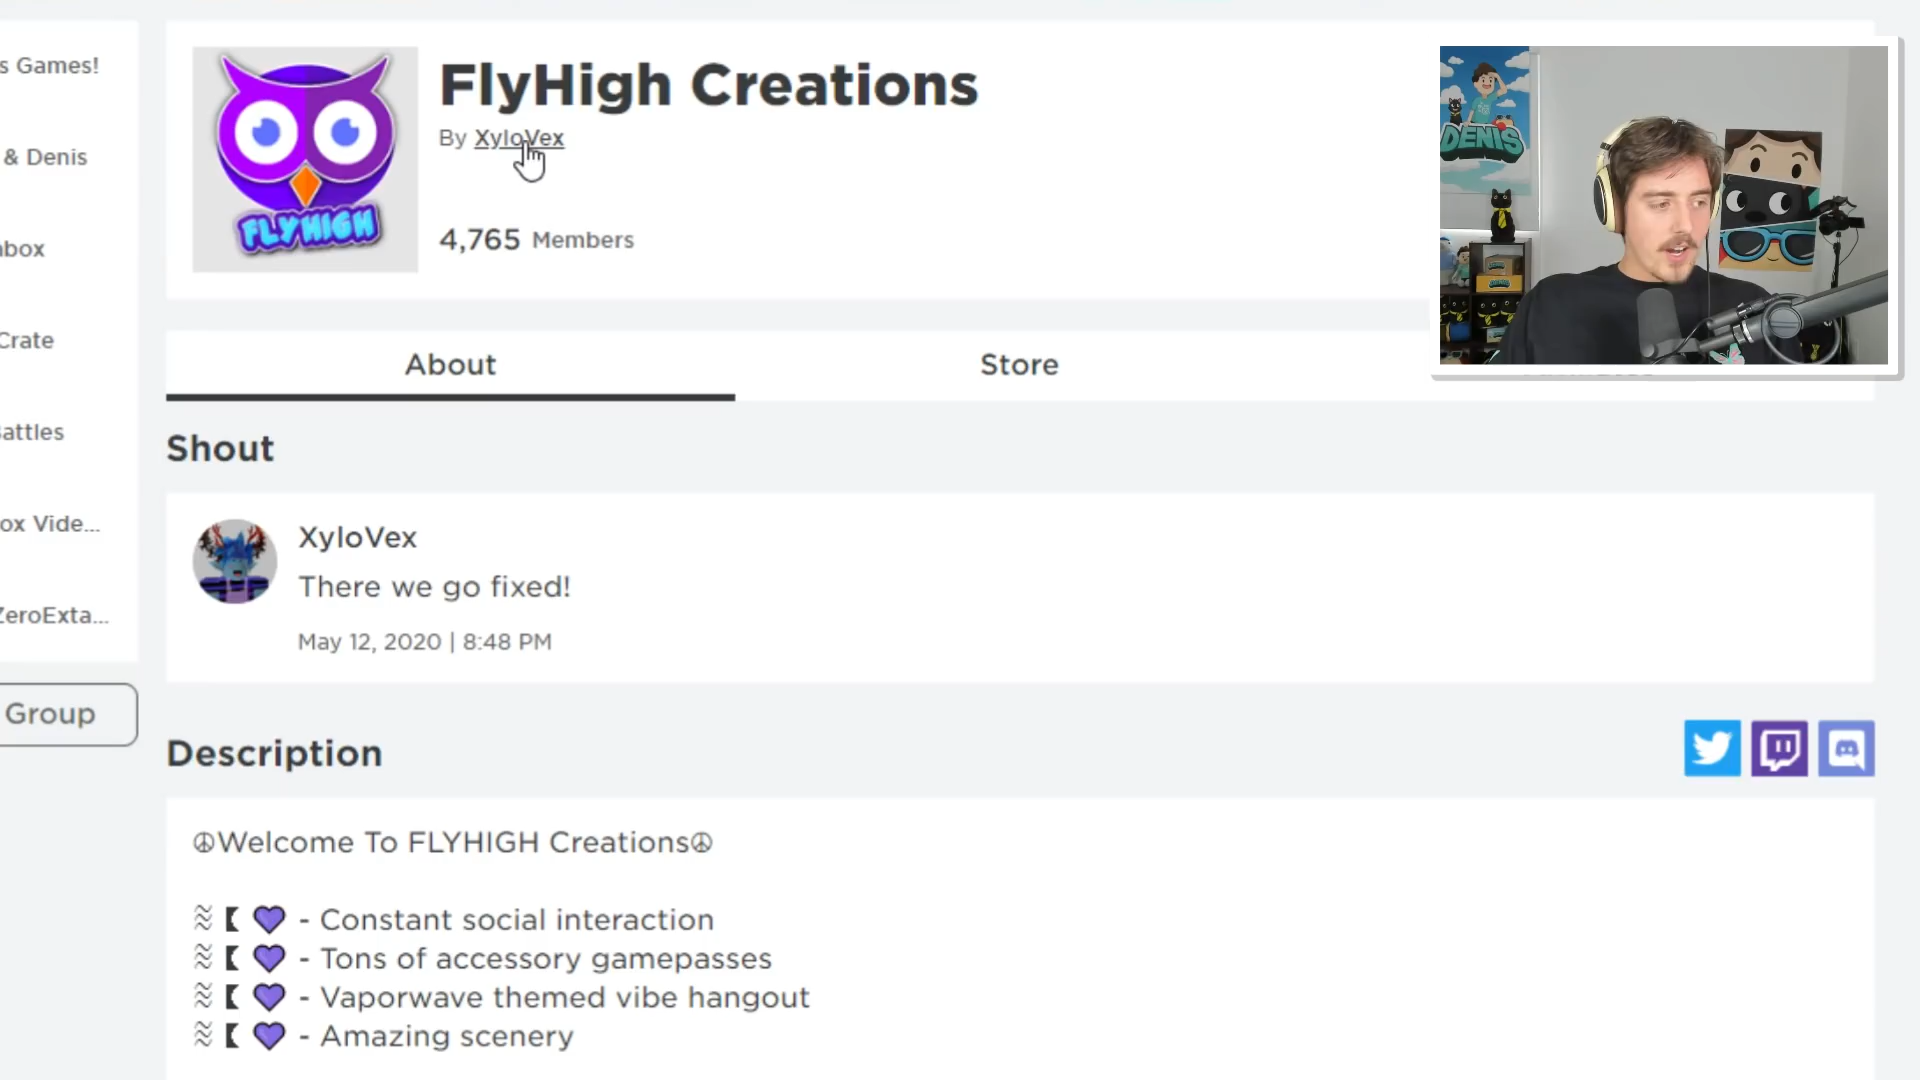 s Games!
& Denis
nbox
Crate
attles
ox Vide...
ZeroExta...
Group
FLYHIGH
FlyHigh Creations
By XyloVex
4,765 Members
DENIS
About
Store
Shout
XyloVex
There we go fixed!
May 12, 2020 | 8:48 PM
Description
☮Welcome To FLYHIGH Creations☮
- Constant social interaction
- Tons of accessory gamepasses
- Vaporwave themed vibe hangout
- Amazing scenery